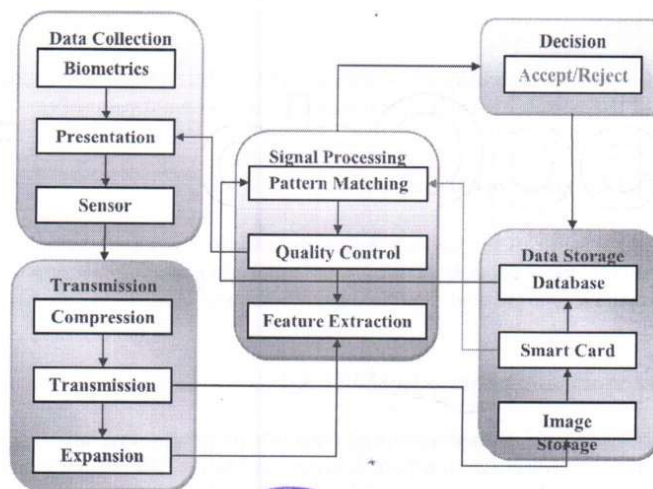 Data Collection
Biometrics
Presentation
Sensor
Transmission
Compression
Transmission
Expansion
Signal Processing
Pattern Matching
Quality Control
Feature Extraction
Decision
Accept/Reject
Data Storage
Database
Smart Card
Image
Storage